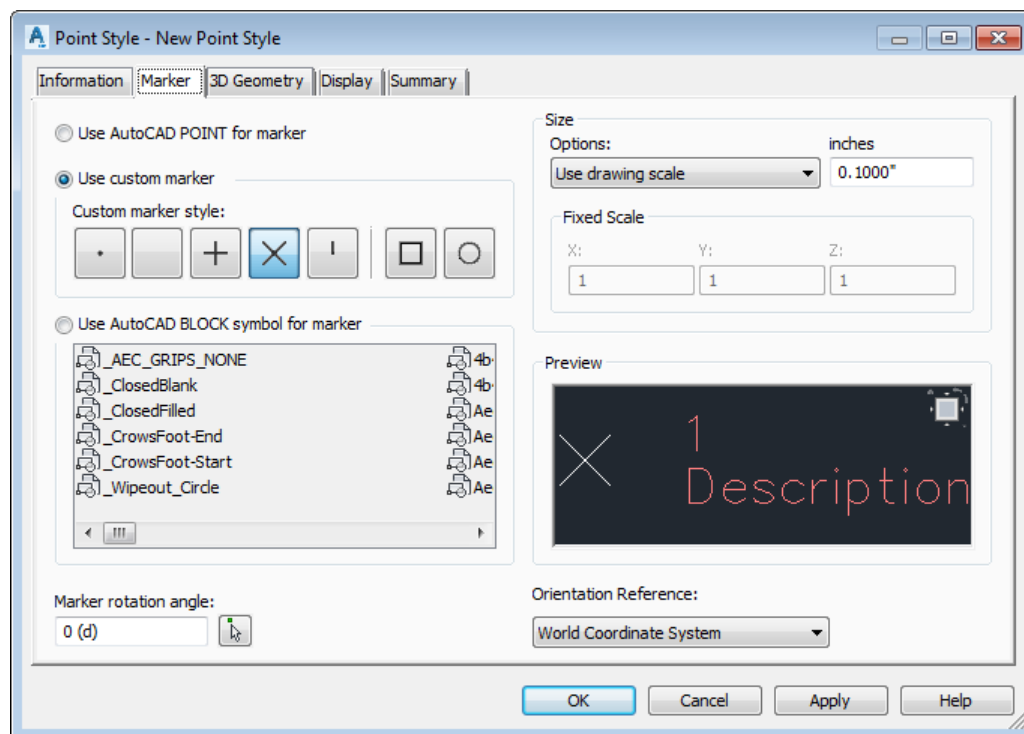 Point Style - New Point Style
Information Marker 3D Geometry Display Summary
Use AutoCAD POINT for marker
Use custom marker
Custom marker style:
Use AutoCAD BLOCK symbol for marker
_AEC_GRIPS_NONE
4b
_ClosedBlank
4b
_ClosedFilled
Ae
_CrowsFoot-End
Ae
_CrowsFoot-Start
Ae
_Wipeout_Circle
Ae
Marker rotation angle:
0 (d)
Size
Options:
inches
Use drawing scale
0.1000"
Fixed Scale
X: Y: Z:
1 1 1
Preview
1
Description
Orientation Reference:
World Coordinate System
OK Cancel Apply Help